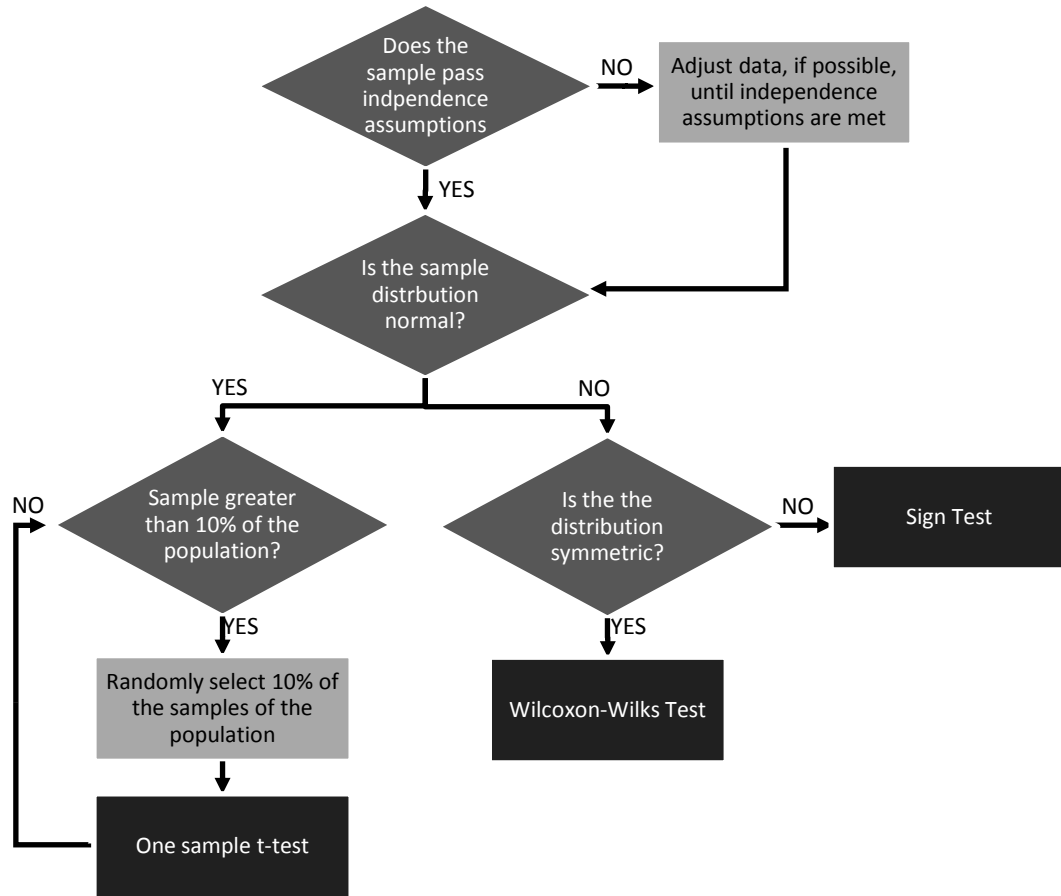 Does the
sample pass
indpendence
assumptions
NO
Adjust data, if possible,
until independence
assumptions are met
YES
Is the sample
distrbution
normal?
YES
NO
NO
Sample greater
than 10% of the
population?
Is the the
distribution
symmetric?
NO
Sign Test
YES
YES
Randomly select 10% of
the samples of the
population
Wilcoxon-Wilks Test
One sample t-test